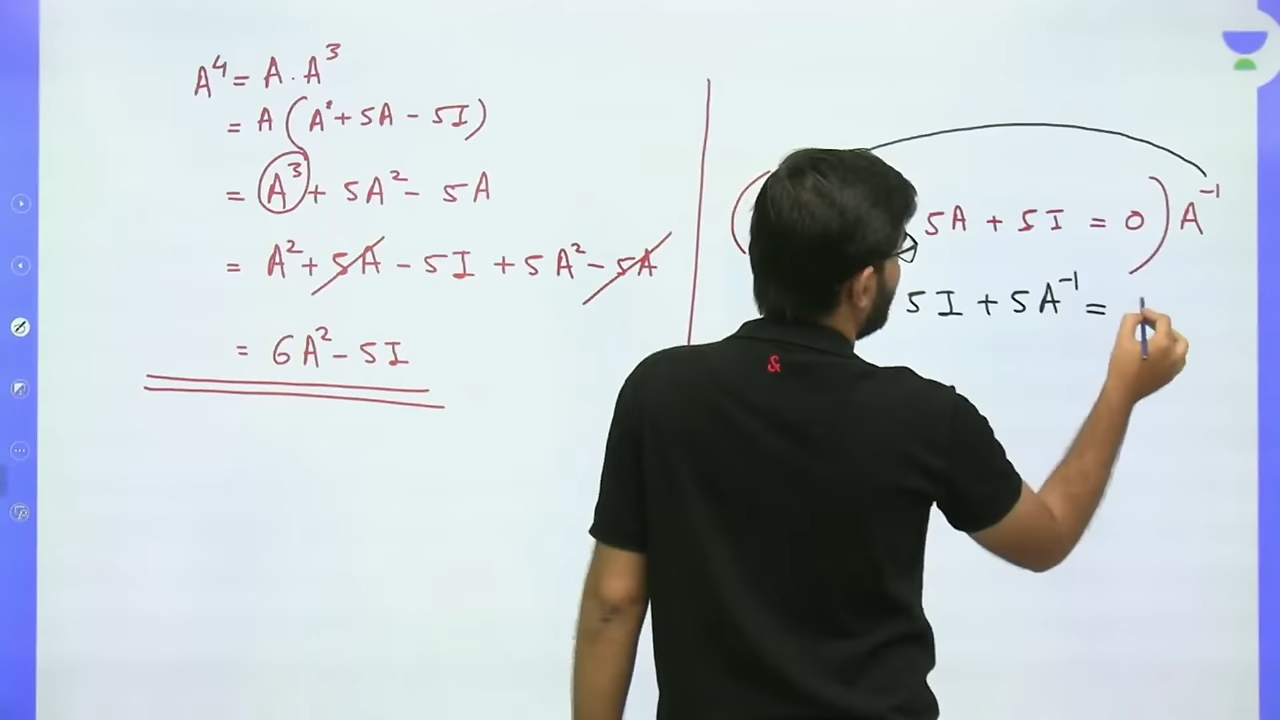 A⁴ = A . A³
= A (A² + 5A - 5I)
= A³ + 5A² - 5A
= A² + 5A - 5I + 5A² - 5A
= 6A² - 5I
( 5A + 5I = 0 ) A⁻¹
5I + 5A⁻¹ =